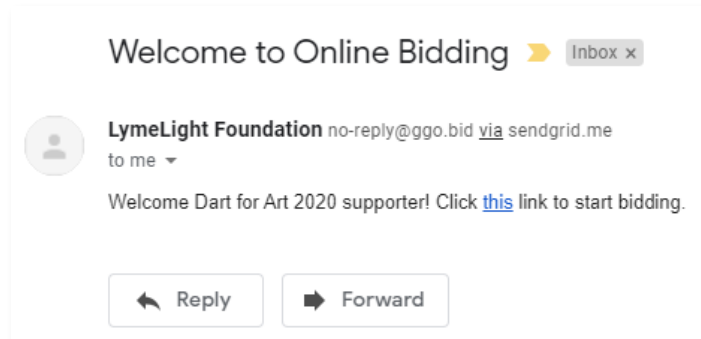 Welcome to Online Bidding Inbox x
LymeLight Foundation no-reply@ggo.bid via sendgrid.me
to me
Welcome Dart for Art 2020 supporter! Click this link to start bidding.
Reply Forward